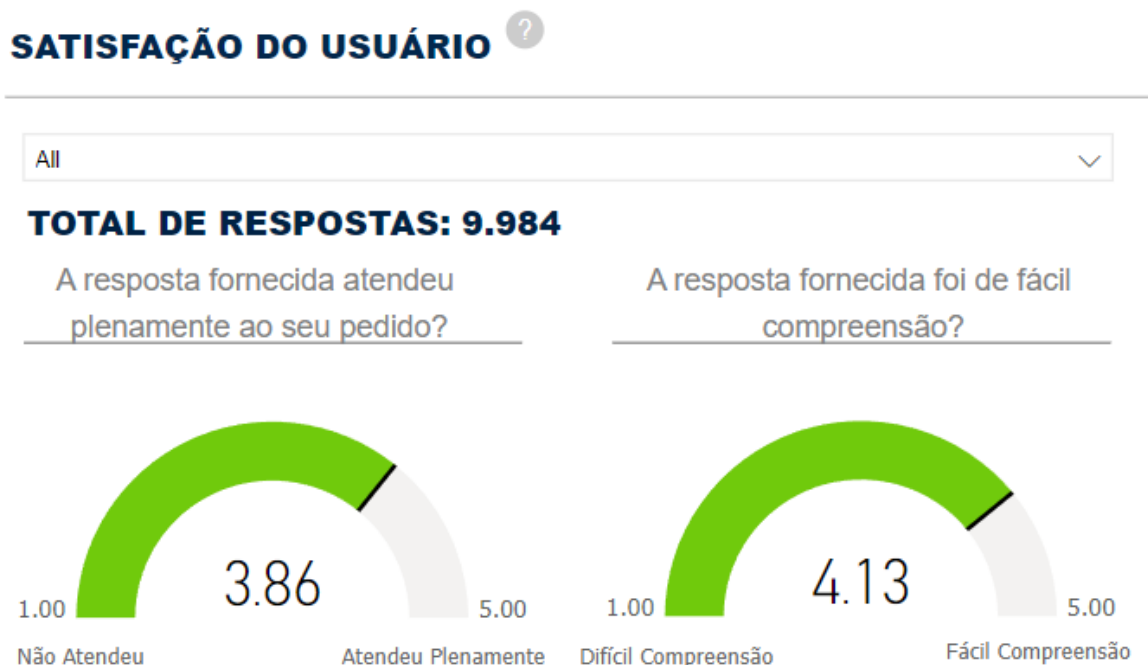 SATISFAÇÃO DO USUÁRIO ?
All
TOTAL DE RESPOSTAS: 9.984
A resposta fornecida atendeu
plenamente ao seu pedido?
A resposta fornecida foi de fácil
compreensão?
3.86
1.00
5.00
Não Atendeu
Atendeu Plenamente
4.13
1.00
5.00
Difícil Compreensão
Fácil Compreensão